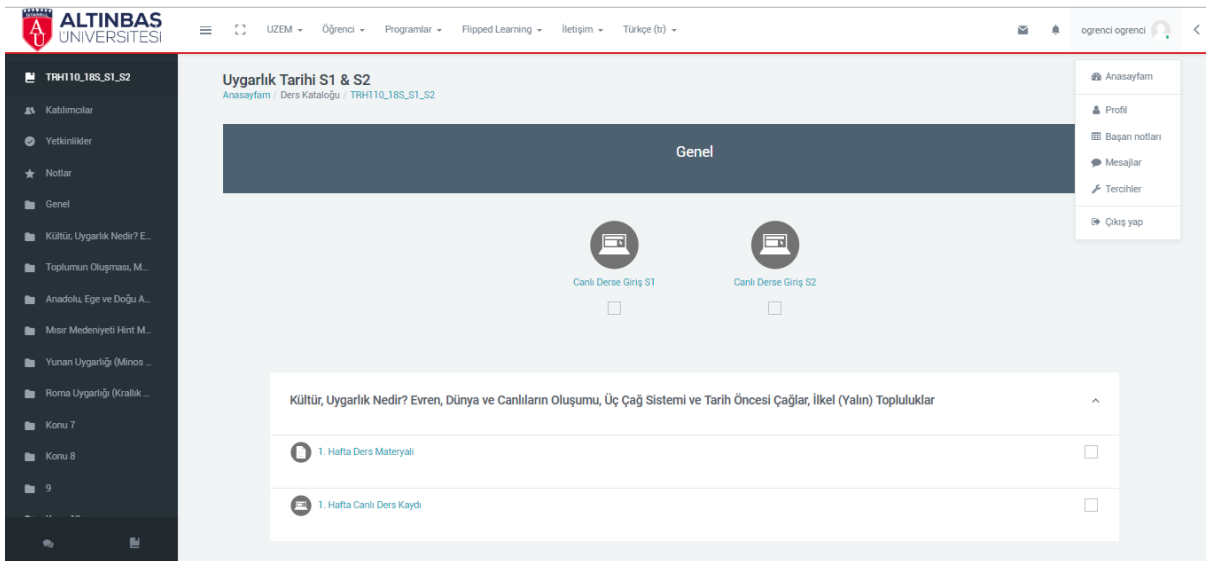 ALTINBAŞ
ÜNİVERSİTESİ
UZEM
Öğrenci
Programlar
Flipped Learning
İletişim
Türkçe (tr)
ogrenci ogrenci
TRH110_18S_S1_S2
Katılımcılar
Yetkinlikler
Notlar
Genel
Kültür, Uygarlık Nedir? E...
Toplumun Oluşması, M...
Anadolu, Ege ve Doğu A...
Mısır Medeniyeti Hint M...
Yunan Uygarlığı (Minos ...
Roma Uygarlığı (Krallık ...
Konu 7
Konu 8
9
Uygarlık Tarihi S1 & S2
Anasayfam / Ders Kataloğu / TRH110_18S_S1_S2
Genel
Canlı Derse Giriş S1
Canlı Derse Giriş S2
Kültür, Uygarlık Nedir? Evren, Dünya ve Canlıların Oluşumu, Üç Çağ Sistemi ve Tarih Öncesi Çağlar, İlkel (Yalın) Topluluklar
1. Hafta Ders Materyali
1. Hafta Canlı Ders Kaydı
Anasayfam
Profil
Başarı notları
Mesajlar
Tercihler
Çıkış yap